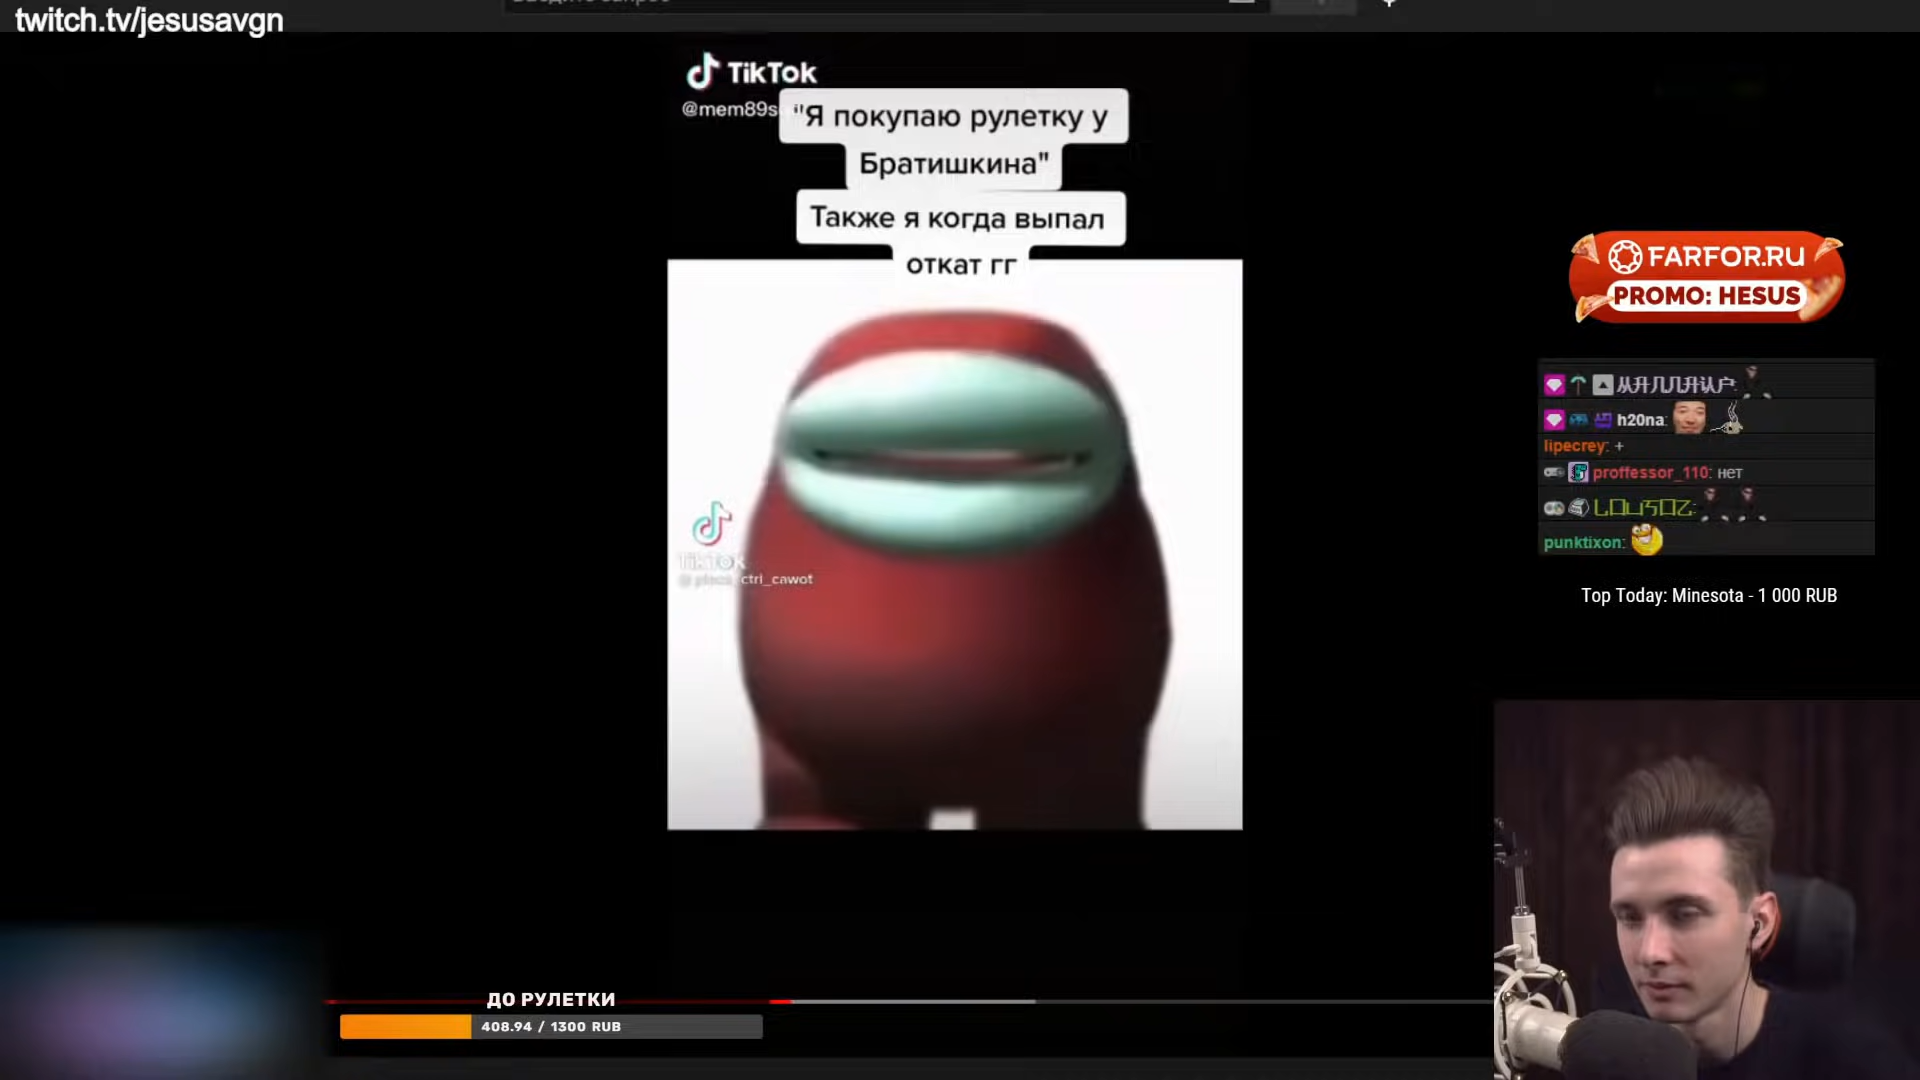 twitch.tv/jesusavgn
TikTok
@mem89s
"Я покупаю рулетку у
Братишкина"
Также я когда выпал
откат гг
TikTok
ctrl_cawot
FARFOR.RU
PROMO: HESUS
h20na:
lipecrey: +
proffessor_110: нет
punktixon:
Top Today: Minesota - 1 000 RUB
ДО РУЛЕТКИ
408.94 / 1300 RUB